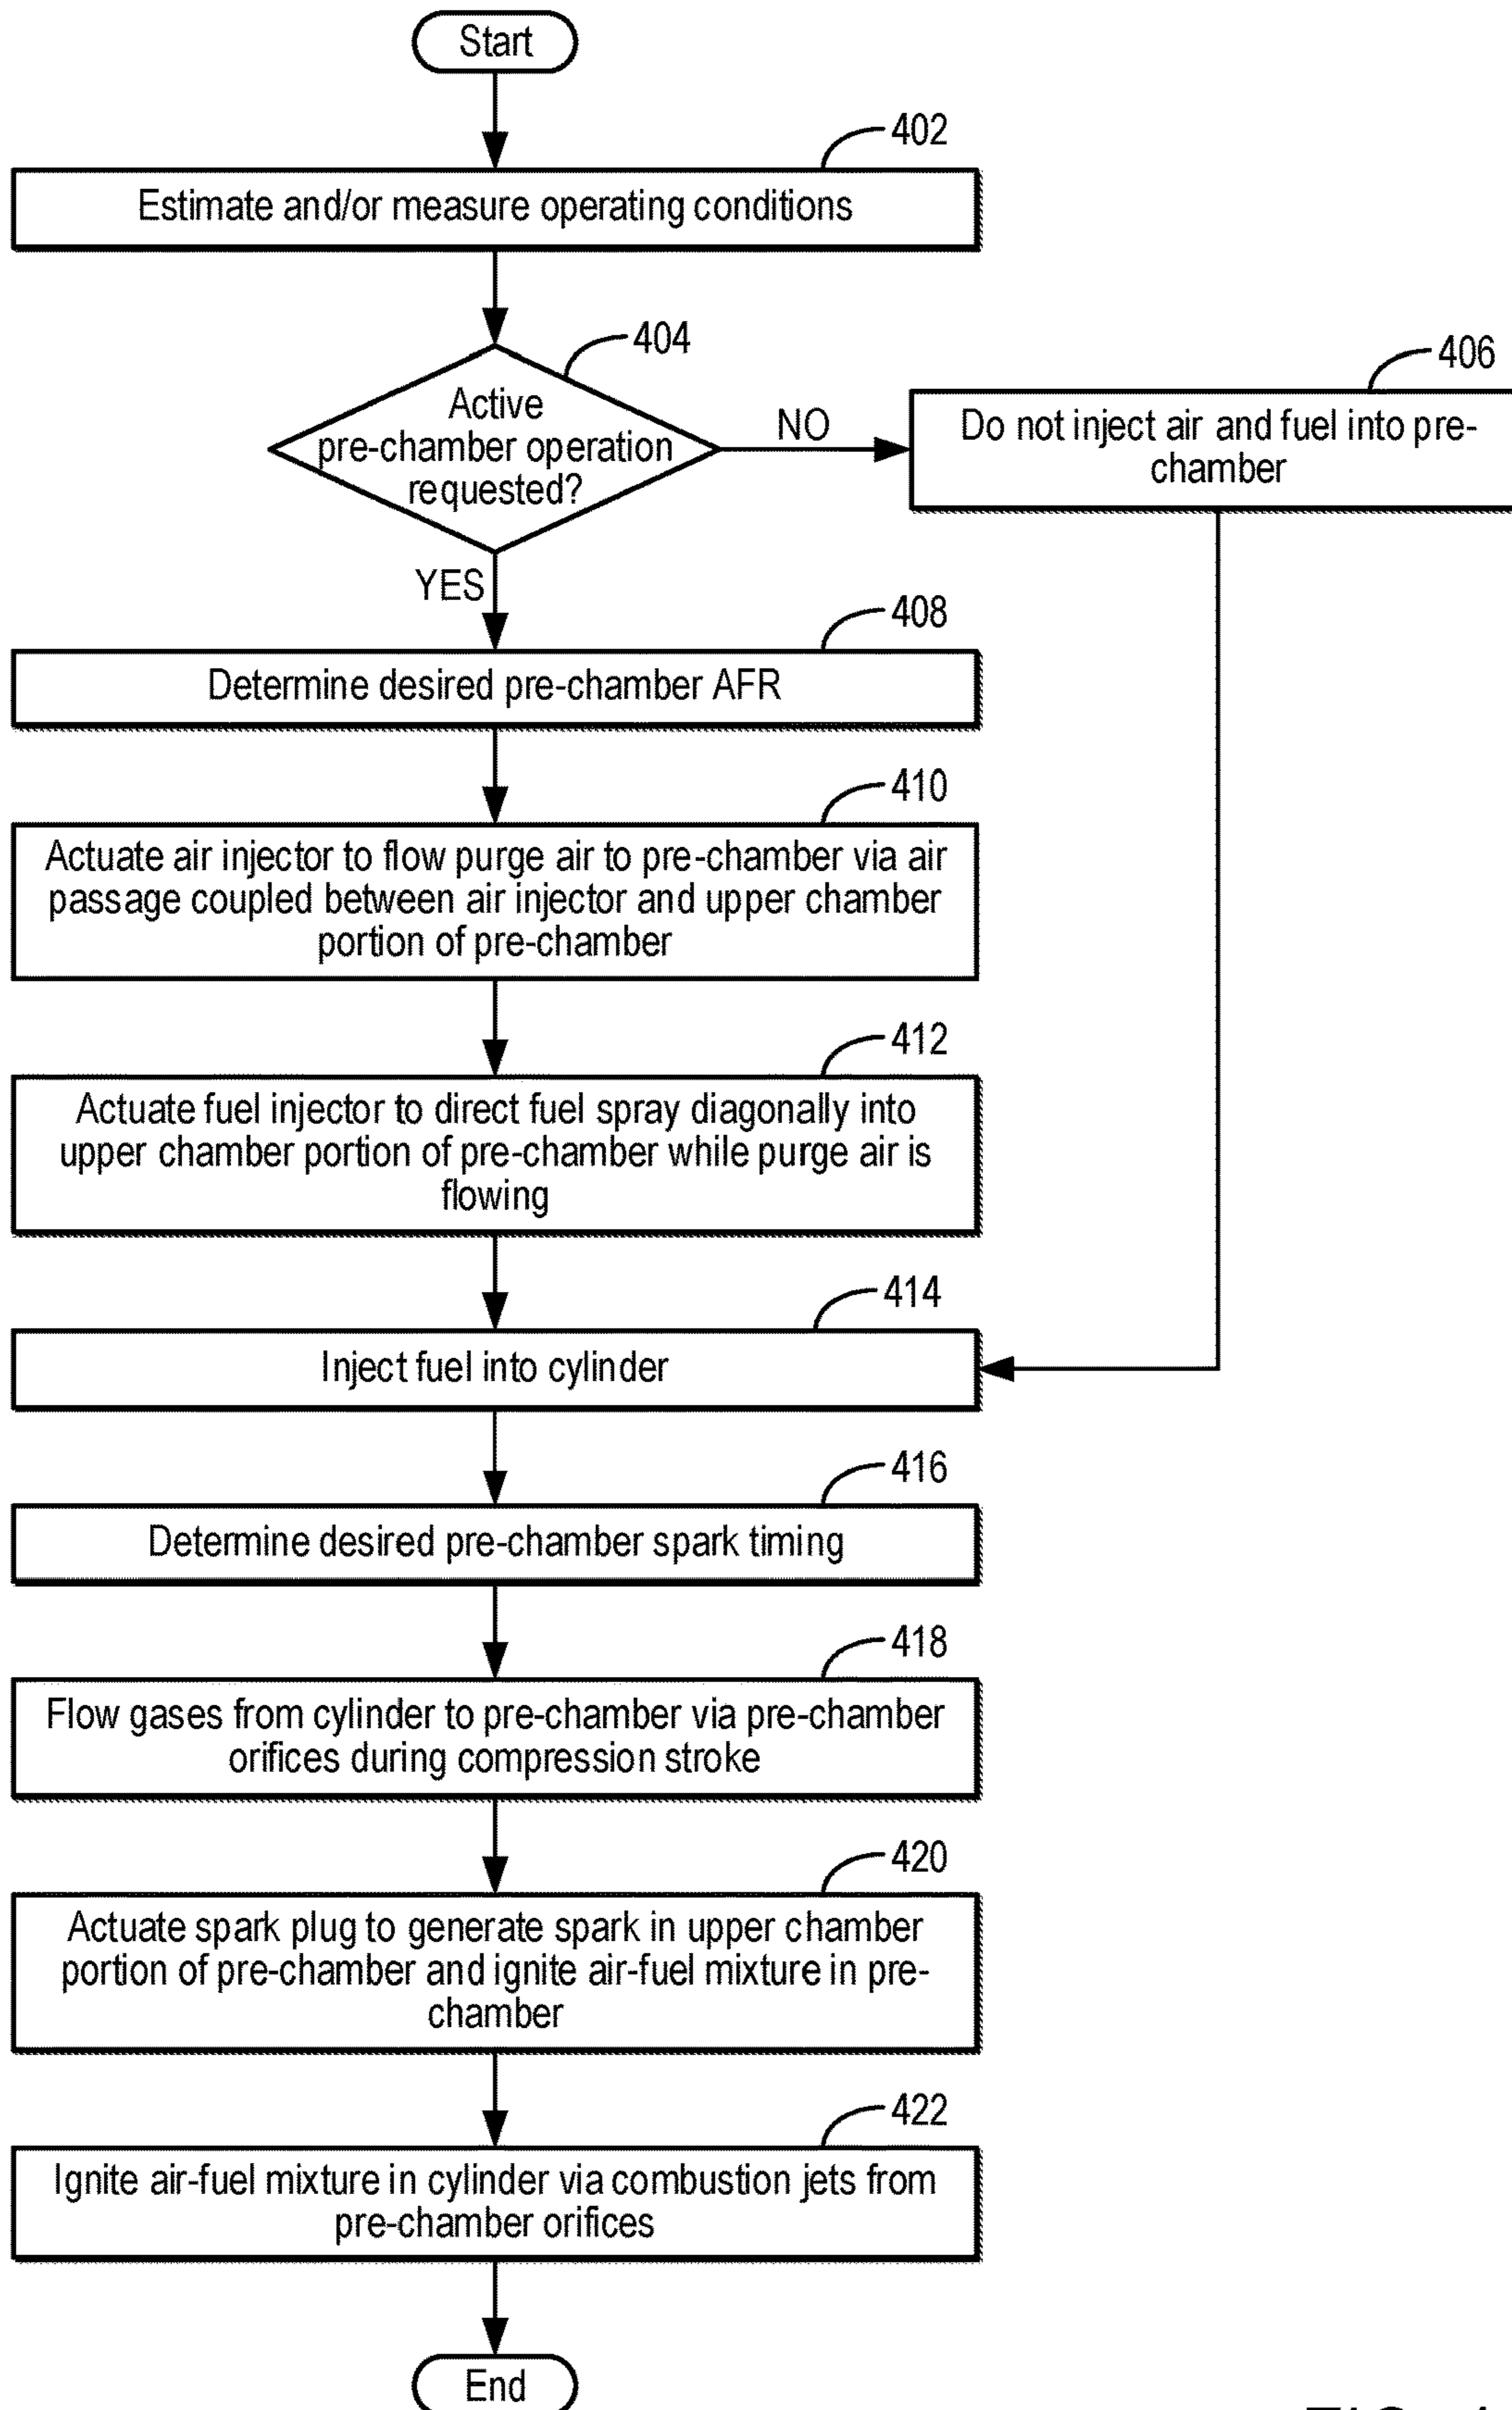 Start
402
Estimate and/or measure operating conditions
404
406
Active
pre-chamber operation
requested?
NO
Do not inject air and fuel into pre-
chamber
YES
408
Determine desired pre-chamber AFR
410
Actuate air injector to flow purge air to pre-chamber via air
passage coupled between air injector and upper chamber
portion of pre-chamber
412
Actuate fuel injector to direct fuel spray diagonally into
upper chamber portion of pre-chamber while purge air is
flowing
414
Inject fuel into cylinder
416
Determine desired pre-chamber spark timing
418
Flow gases from cylinder to pre-chamber via pre-chamber
orifices during compression stroke
420
Actuate spark plug to generate spark in upper chamber
portion of pre-chamber and ignite air-fuel mixture in pre-
chamber
422
Ignite air-fuel mixture in cylinder via combustion jets from
pre-chamber orifices
End